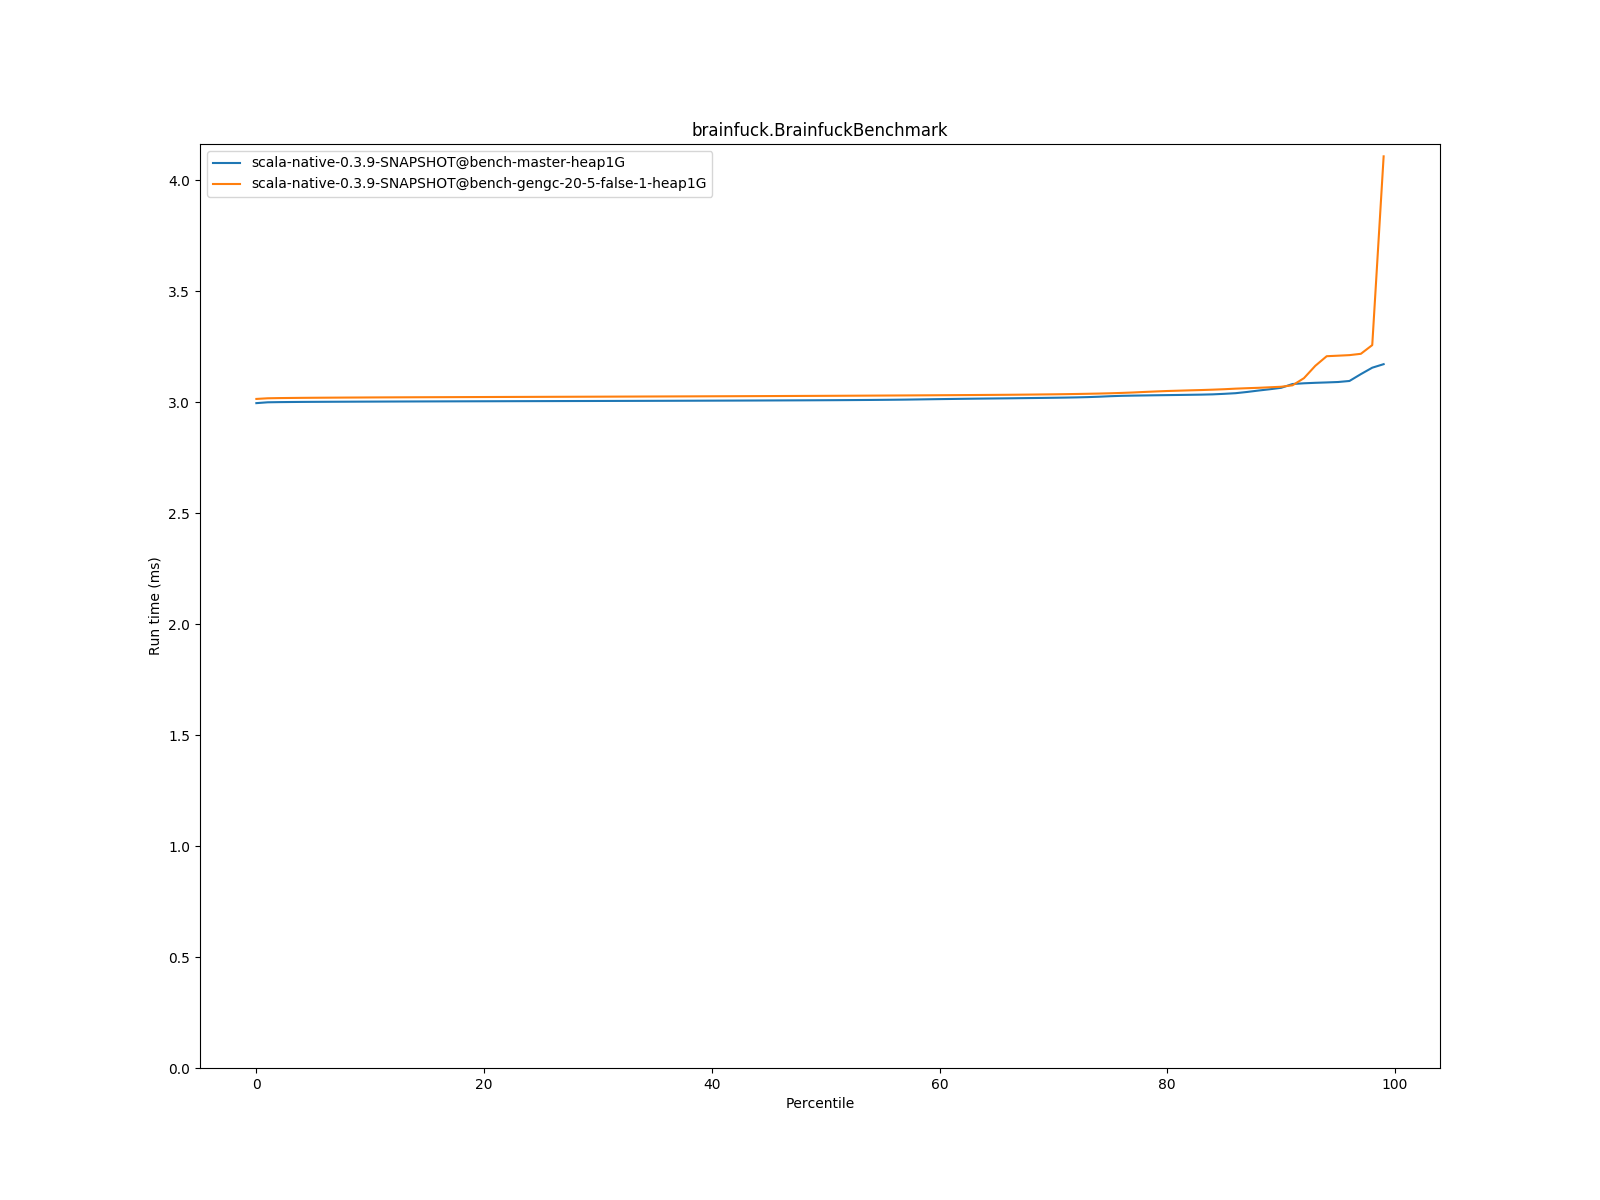 brainfuck.BrainfuckBenchmark
scala-native-0.3.9-SNAPSHOT@bench-master-heap1G
scala-native-0.3.9-SNAPSHOT@bench-gengc-20-5-false-1-heap1G
4.0
3.5
3.0
2.5
2.0
1.5
1.0
0.5
0.0
Run time (ms)
0 20 40 60 80 100
Percentile